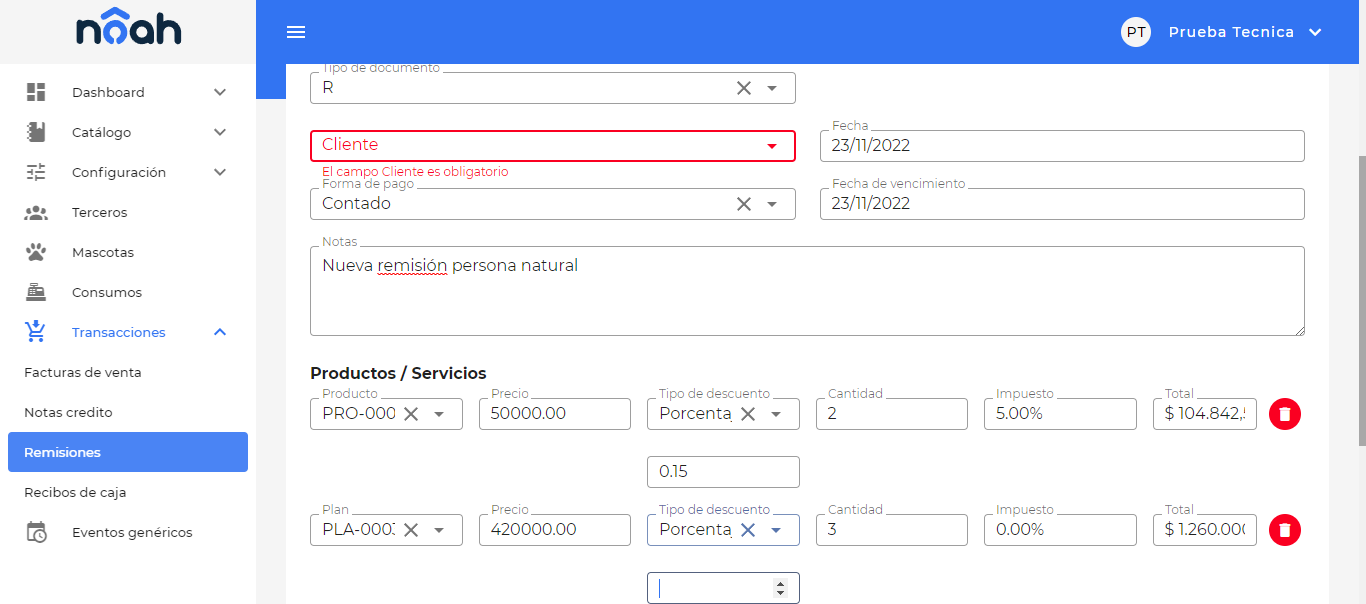 nôah
PT Prueba Tecnica
Dashboard
Catálogo
Configuración
Terceros
Mascotas
Consumos
Transacciones
Facturas de venta
Notas credito
Remisiones
Recibos de caja
Eventos genéricos
Tipo de documento
R
Cliente
El campo Cliente es obligatorio
Fecha
23/11/2022
Forma de pago
Contado
Fecha de vencimiento
23/11/2022
Notas
Nueva remisión persona natural
Productos / Servicios
Producto Precio Tipo de descuento Cantidad Impuesto Total
PRO-000 50000.00 Porcenta 2 5.00% $ 104.842,
0.15
Plan Precio Tipo de descuento Cantidad Impuesto Total
PLA-000 420000.00 Porcenta 3 0.00% $ 1.260.00